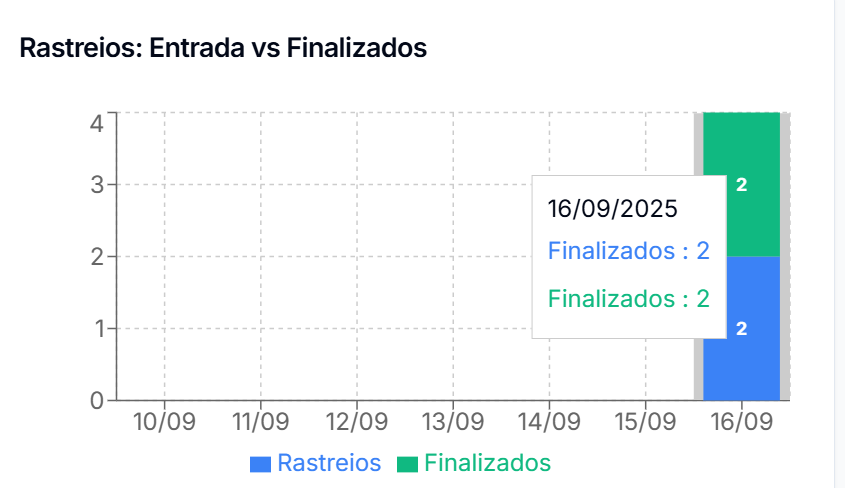 Rastreios: Entrada vs Finalizados
4
3
2
1
0
2
2
16/09/2025
Finalizados : 2
Finalizados : 2
10/09 11/09 12/09 13/09 14/09 15/09 16/09
Rastreios Finalizados